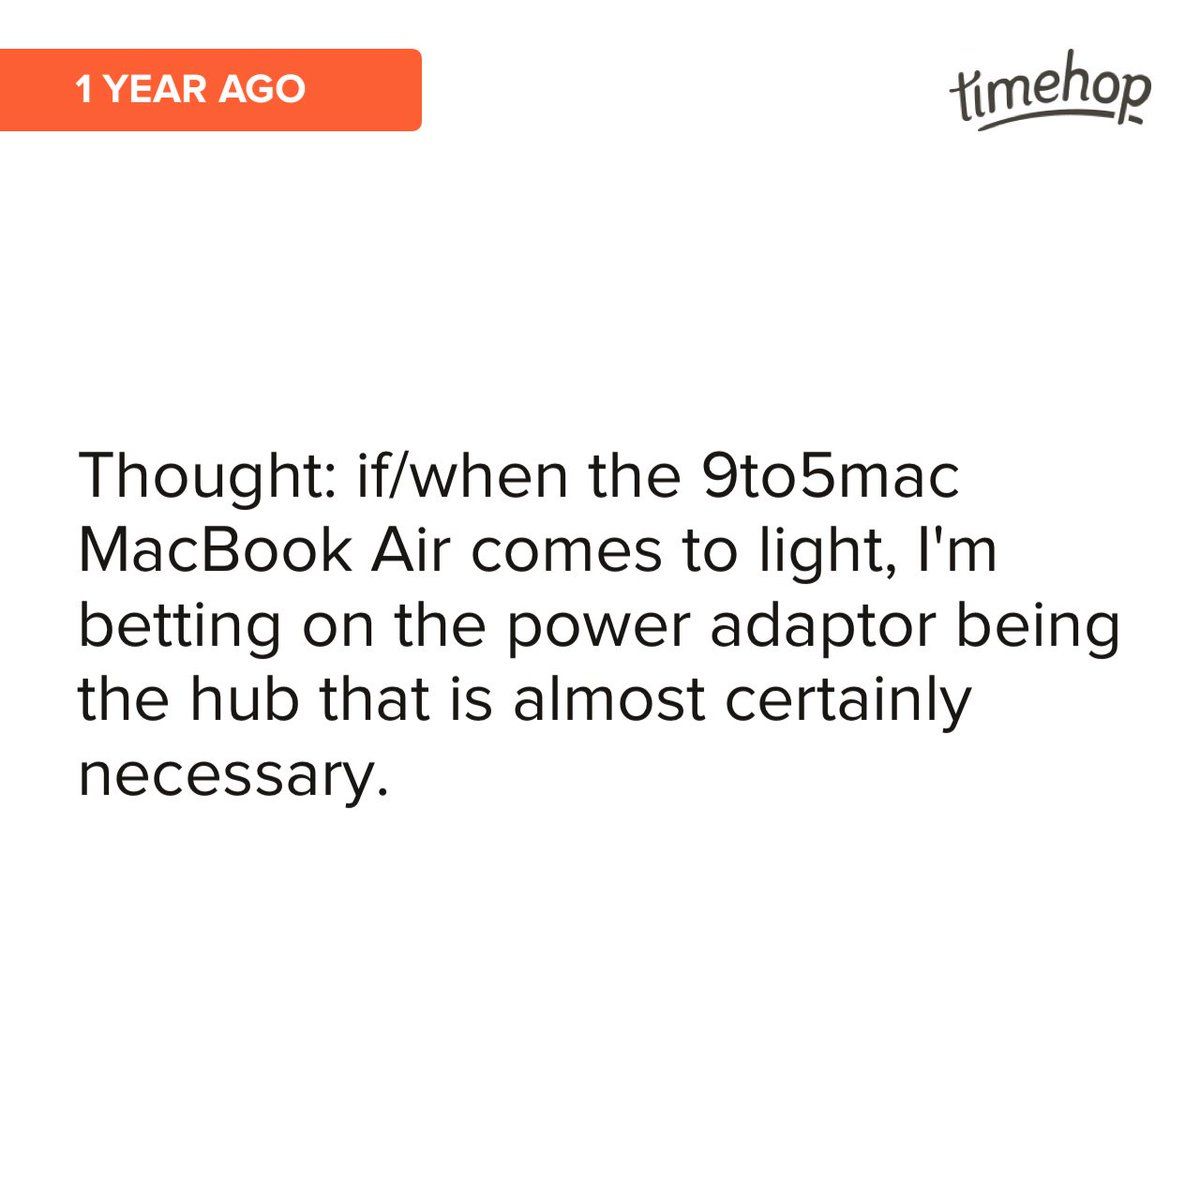 1 YEAR AGO
timehop
Thought: if/when the 9to5mac
MacBook Air comes to light, I'm
betting on the power adaptor being
the hub that is almost certainly
necessary.